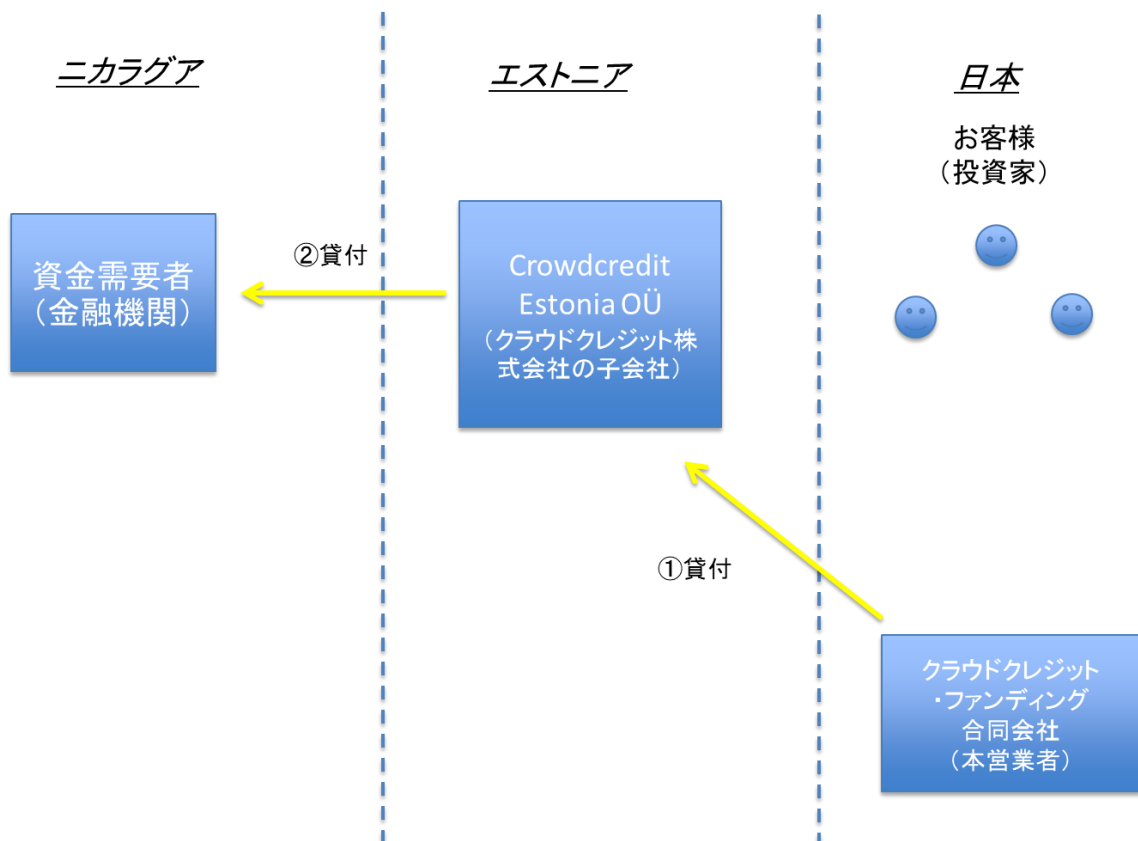 ニカラグア
エストニア
日本
お客様
（投資家）
資金需要者
（金融機関）
②貸付
Crowdcredit
Estonia OÜ
（クラウドクレジット株
式会社の子会社）
①貸付
クラウドクレジット
・ファンディング
合同会社
（本営業者）